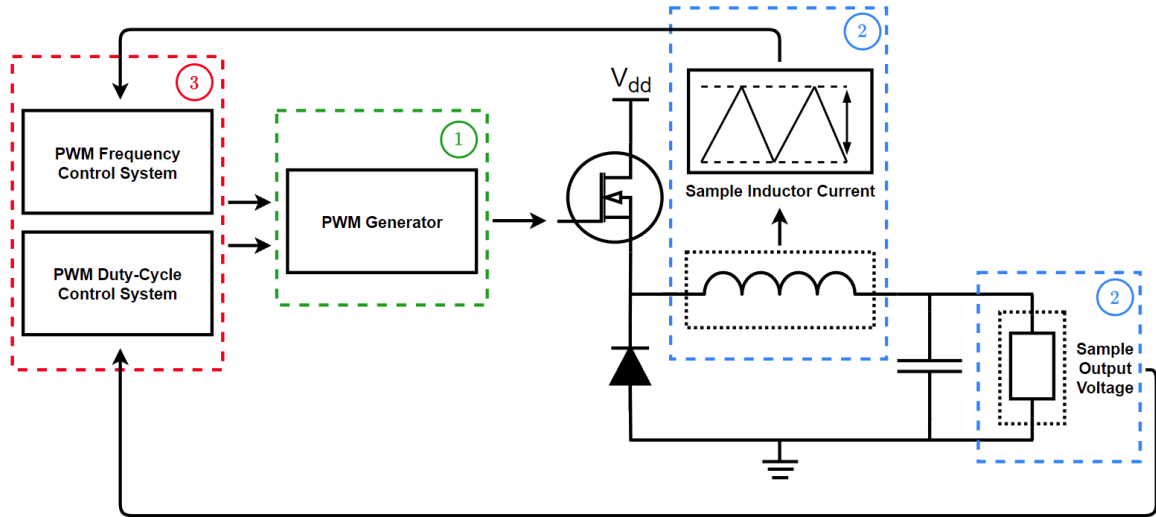 2
3
V_dd
PWM Frequency
Control System
1
Sample Inductor Current
PWM Generator
PWM Duty-Cycle
Control System
2
Sample
Output
Voltage